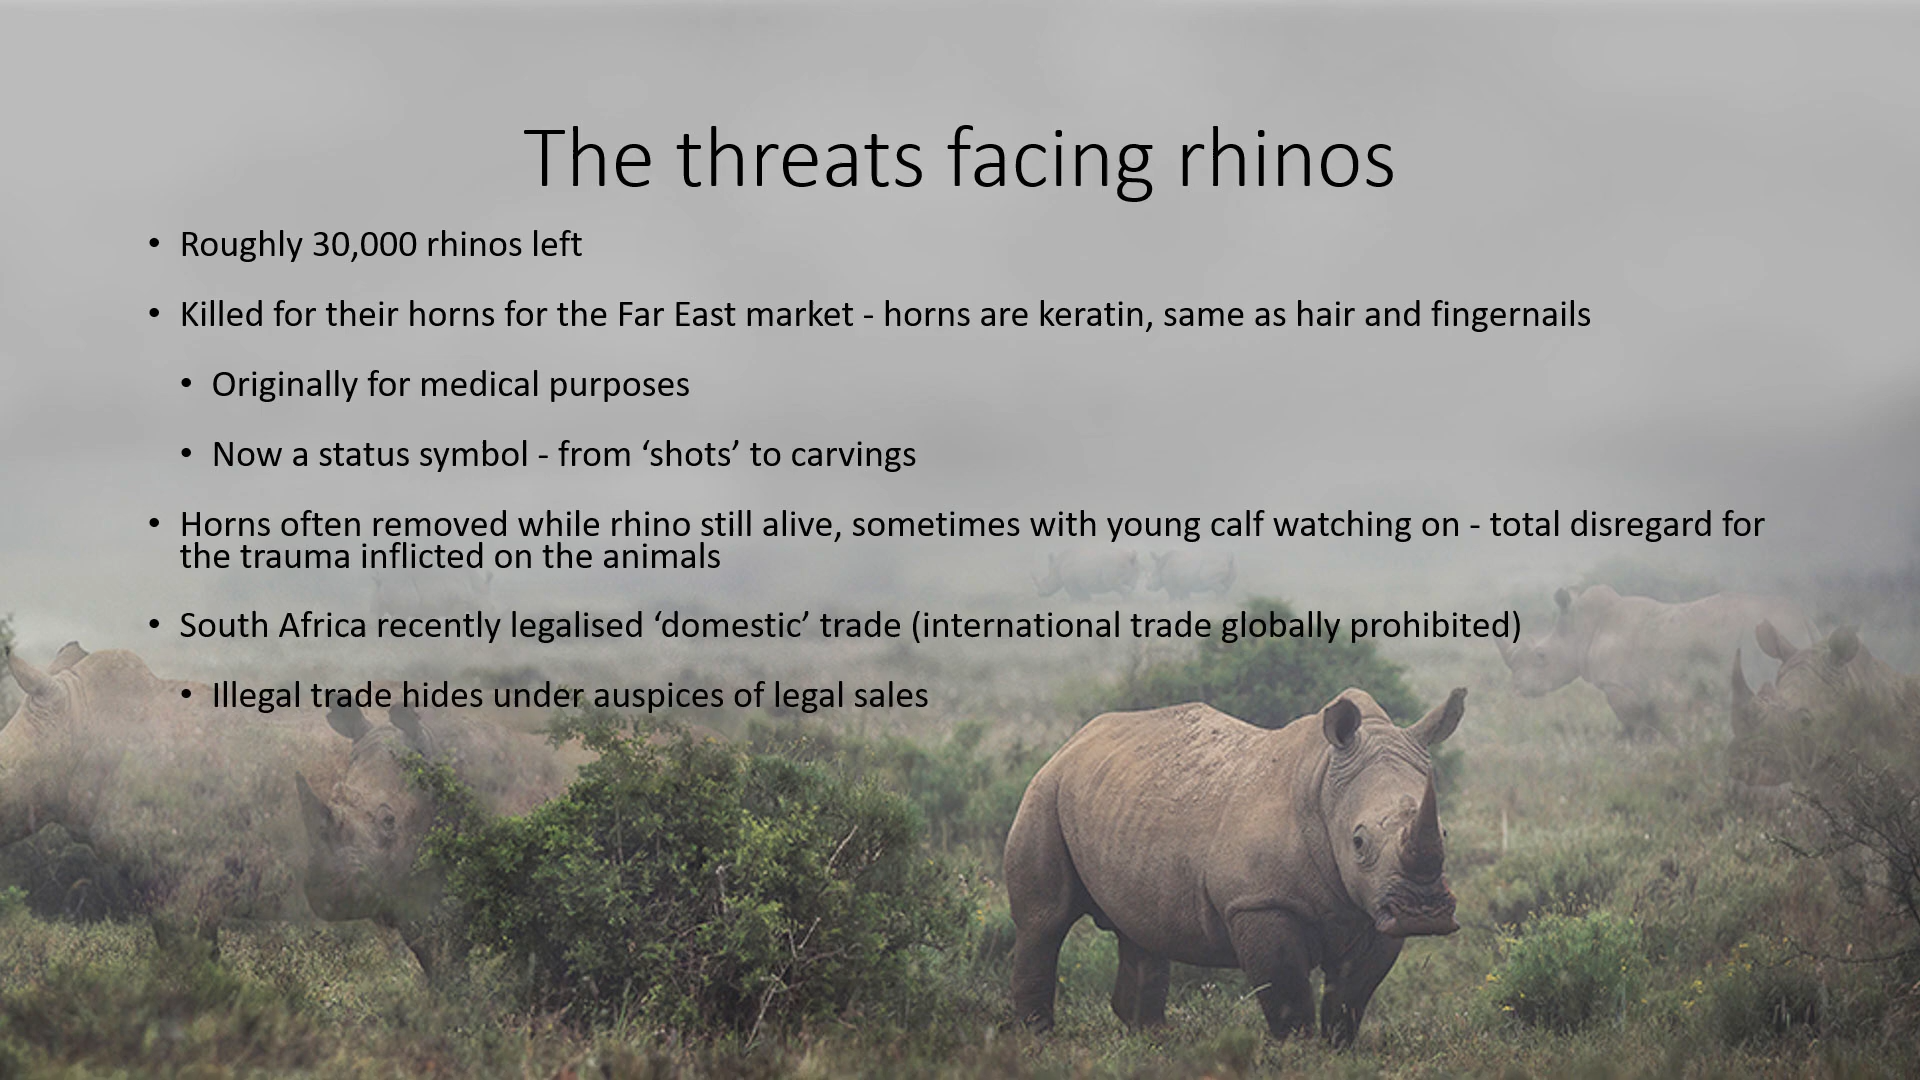 The threats facing rhinos
• Roughly 30,000 rhinos left
• Killed for their horns for the Far East market - horns are keratin, same as hair and fingernails
• Originally for medical purposes
• Now a status symbol - from ‘shots’ to carvings
• Horns often removed while rhino still alive, sometimes with young calf watching on - total disregard for
the trauma inflicted on the animals
• South Africa recently legalised ‘domestic’ trade (international trade globally prohibited)
• Illegal trade hides under auspices of legal sales